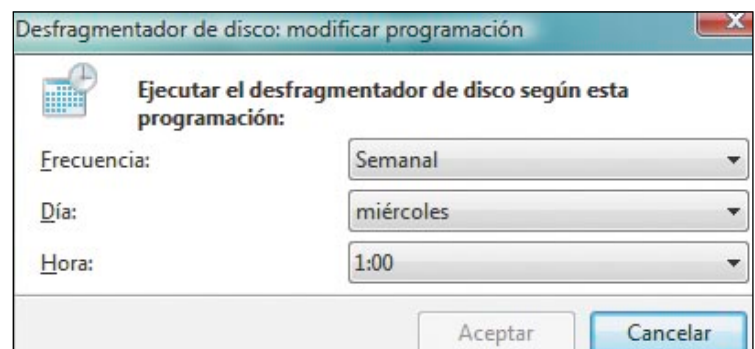 Desfragmentador de disco: modificar programación
Ejecutar el desfragmentador de disco según esta
programación:
Frecuencia: Semanal
Día: miércoles
Hora: 1:00
Aceptar Cancelar